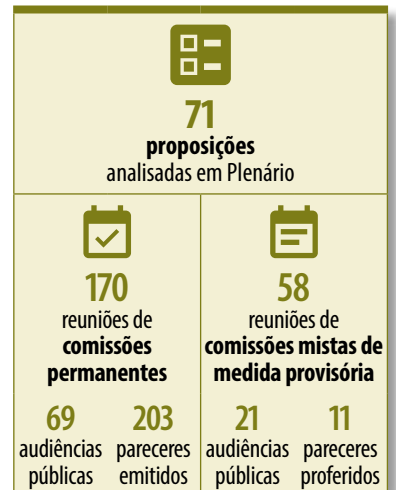 71
proposições
analisadas em Plenário
170
reuniões de
comissões
permanentes
69
audiências
públicas
203
pareceres
emitidos
58
reuniões de
comissões mistas de
medida provisória
21
audiências
públicas
11
pareceres
proferidos